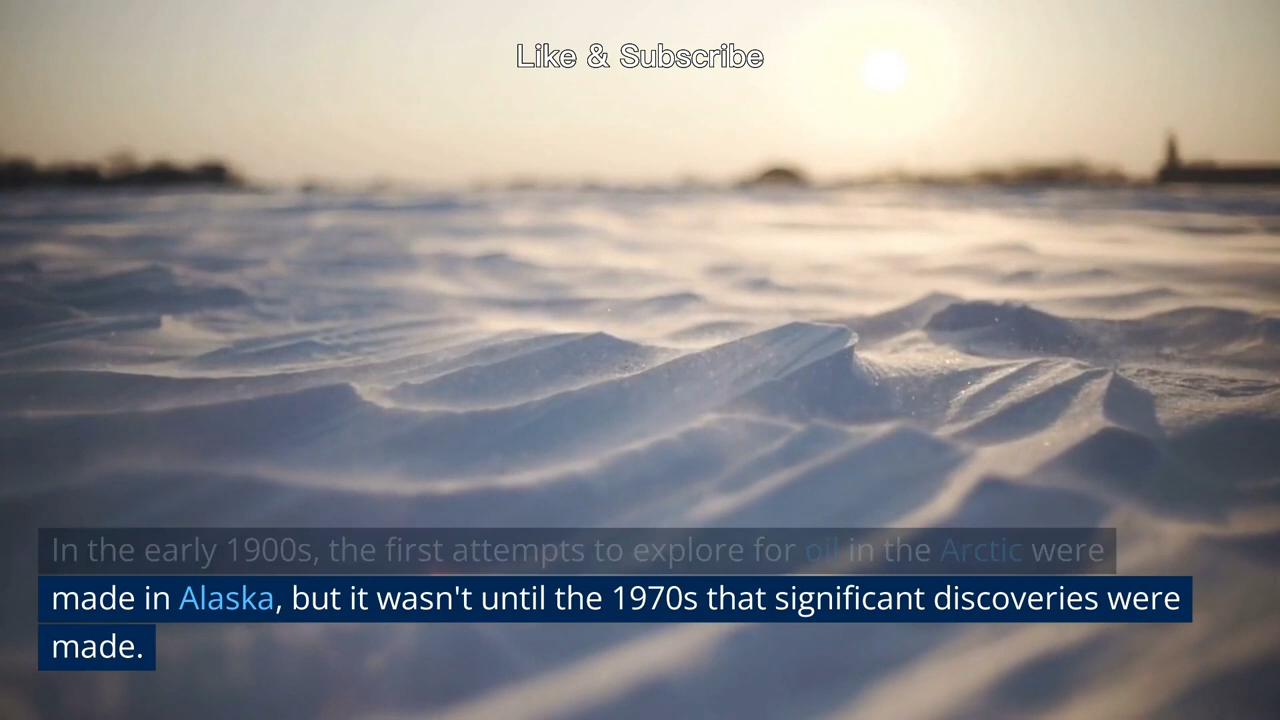 Like & Subscribe
In the early 1900s, the first attempts to explore for oil in the Arctic were
made in Alaska, but it wasn't until the 1970s that significant discoveries were
made.